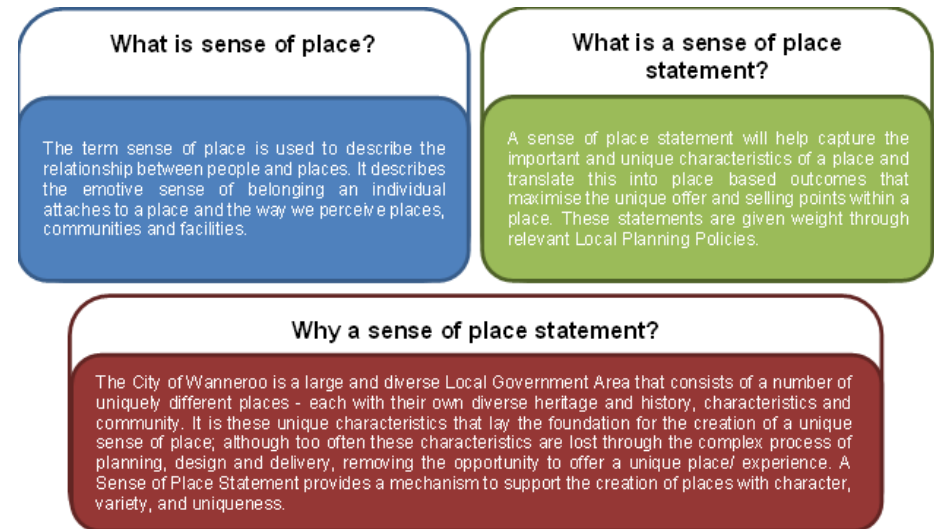 What is sense of place?
The term sense of place is used to describe the
relationship between people and places. It describes
the emotive sense of belonging an individual
attaches to a place and the way we perceive places,
communities and facilities.
What is a sense of place
statement?
A sense of place statement will help capture the
important and unique characteristics of a place and
translate this into place based outcomes that
maximise the unique offer and selling points within a
place. These statements are given weight through
relevant Local Planning Policies.
Why a sense of place statement?
The City of Wanneroo is a large and diverse Local Government Area that consists of a number of
uniquely different places - each with their own diverse heritage and history, characteristics and
community. It is these unique characteristics that lay the foundation for the creation of a unique
sense of place; although too often these characteristics are lost through the complex process of
planning, design and delivery, removing the opportunity to offer a unique place/ experience. A
Sense of Place Statement provides a mechanism to support the creation of places with character,
variety, and uniqueness.